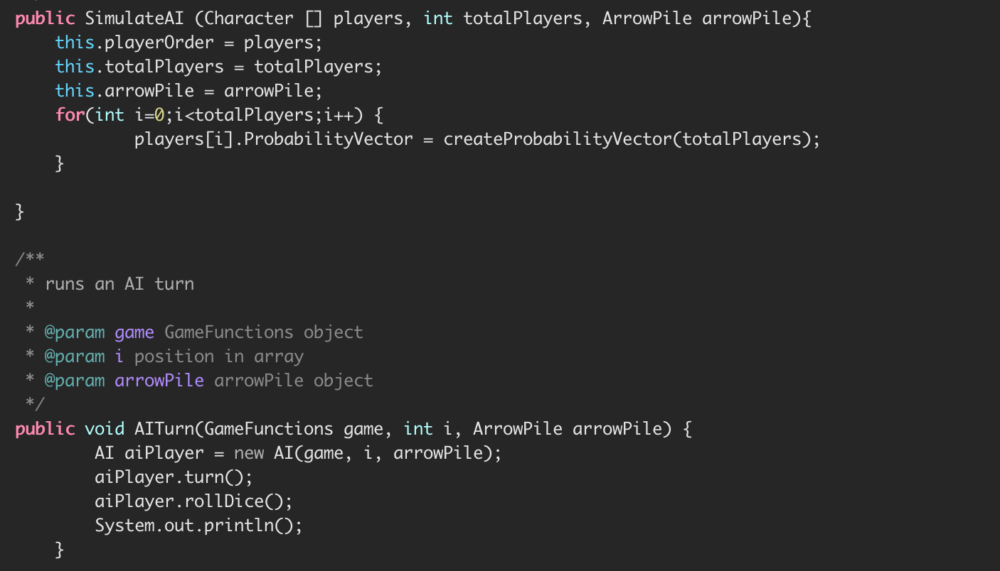 public SimulateAI (Character [] players, int totalPlayers, ArrowPile arrowPile){
    this.playerOrder = players;
    this.totalPlayers = totalPlayers;
    this.arrowPile = arrowPile;
    for(int i=0;i<totalPlayers;i++) {
            players[i].ProbabilityVector = createProbabilityVector(totalPlayers);
    }

}

/**
 * runs an AI turn
 *
 * @param game GameFunctions object
 * @param i position in array
 * @param arrowPile arrowPile object
 */
public void AITurn(GameFunctions game, int i, ArrowPile arrowPile) {
        AI aiPlayer = new AI(game, i, arrowPile);
        aiPlayer.turn();
        aiPlayer.rollDice();
        System.out.println();
    }